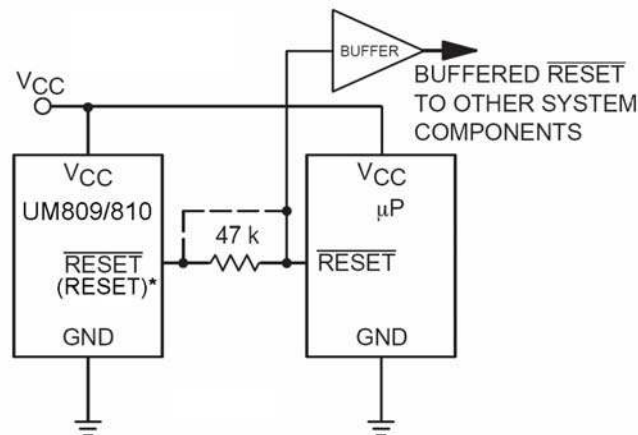 BUFFER
BUFFERED RESET
TO OTHER SYSTEM
COMPONENTS
VCC
VCC
UM809/810
RESET
(RESET)*
GND
47 k
VCC
μP
RESET
GND